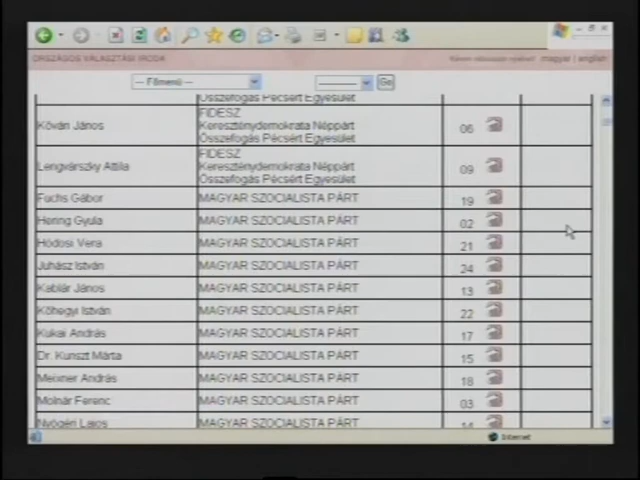 ORSZÁGOS VÁLASZTÁSI IRODA
magyar | english
--- Főmenü ---
Go
Összefogás Pécsért Egyesület
Kővári János
FIDESZ
Kereszténydemokrata Néppárt
Összefogás Pécsért Egyesület
06
Lengvárszky Attila
FIDESZ
Kereszténydemokrata Néppárt
Összefogás Pécsért Egyesület
09
Fuchs Gábor MAGYAR SZOCIALISTA PÁRT 19
Hering Gyula MAGYAR SZOCIALISTA PÁRT 02
Hódosi Vera MAGYAR SZOCIALISTA PÁRT 21
Juhász István MAGYAR SZOCIALISTA PÁRT 24
Kablár János MAGYAR SZOCIALISTA PÁRT 13
Kőhegyi István MAGYAR SZOCIALISTA PÁRT 22
Kukai András MAGYAR SZOCIALISTA PÁRT 17
Dr. Kunszt Márta MAGYAR SZOCIALISTA PÁRT 15
Meixner András MAGYAR SZOCIALISTA PÁRT 18
Molnár Ferenc MAGYAR SZOCIALISTA PÁRT 03
Nyőgéri Lajos MAGYAR SZOCIALISTA PÁRT 14
Internet